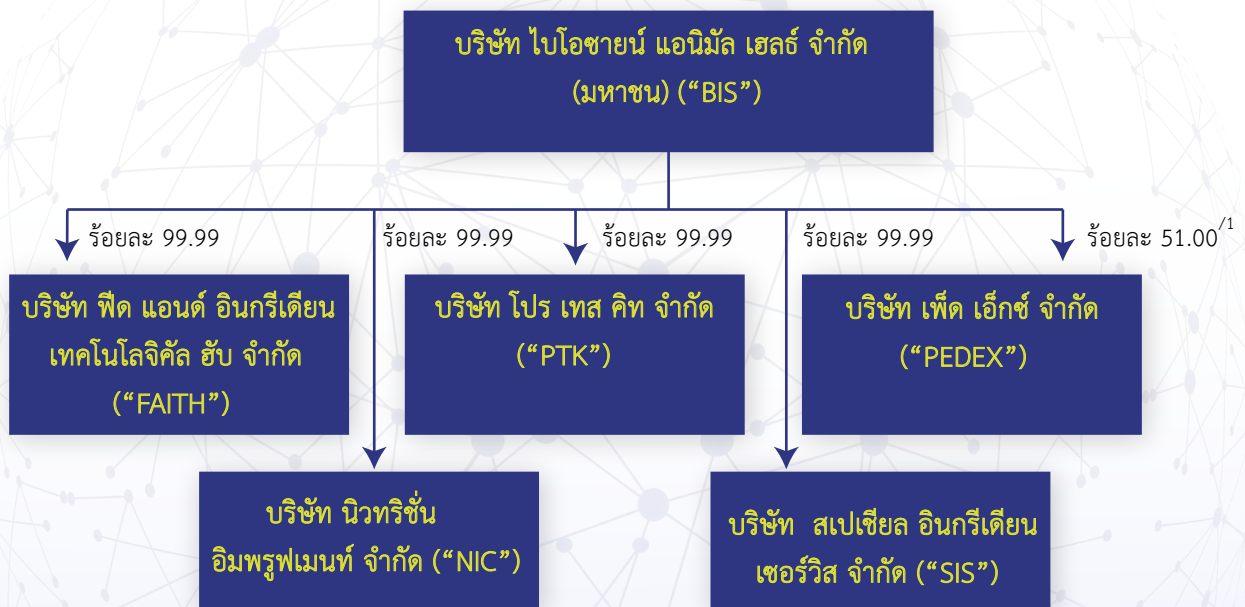 บริษัท ไบโอซายน์ แอนิมัล เฮลธ์ จำกัด
(มหาชน) (“BIS”)
ร้อยละ 99.99
ร้อยละ 99.99
ร้อยละ 99.99
ร้อยละ 99.99
ร้อยละ 51.00/1
บริษัท ฟีด แอนด์ อินกรีเดียน
เทคโนโลจิคัล ฮับ จำกัด
(“FAITH”)
บริษัท โปร เทส คิท จำกัด
(“PTK”)
บริษัท เพ็ด เอ็กซ์ จำกัด
(“PEDEX”)
บริษัท นิวทริชั่น
อิมพรูฟเมนท์ จำกัด (“NIC”)
บริษัท สเปเชียล อินกรีเดียน
เซอร์วิส จำกัด (“SIS”)